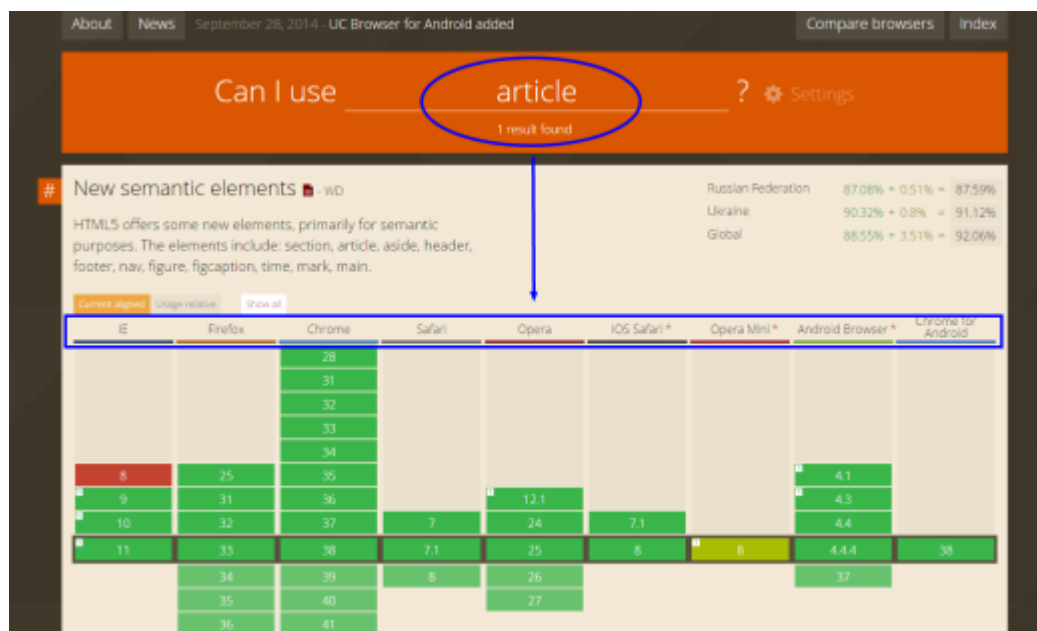 About News September 28, 2014 - UC Browser for Android added Compare browsers Index
Can I use article ? Settings
1 result found
# New semantic elements - WD
HTML5 offers some new elements, primarily for semantic
purposes. The elements include: section, article, aside, header,
footer, nav, figure, figcaption, time, mark, main.
Russian Federation 87.08% + 0.51% = 87.59%
Ukraine 90.32% + 0.8% = 91.12%
Global 88.55% + 3.51% = 92.06%
Current aligned Usage relative Show all
IE Firefox Chrome Safari Opera iOS Safari * Opera Mini * Android Browser * Chrome for Android
28
31
32
33
34
8 25 35 4.1
9 31 36 12.1 4.3
10 32 37 7 24 7.1 4.4
11 33 38 7.1 25 8 8 4.4.4 38
34 39 8 26 37
35 40 27
36 41